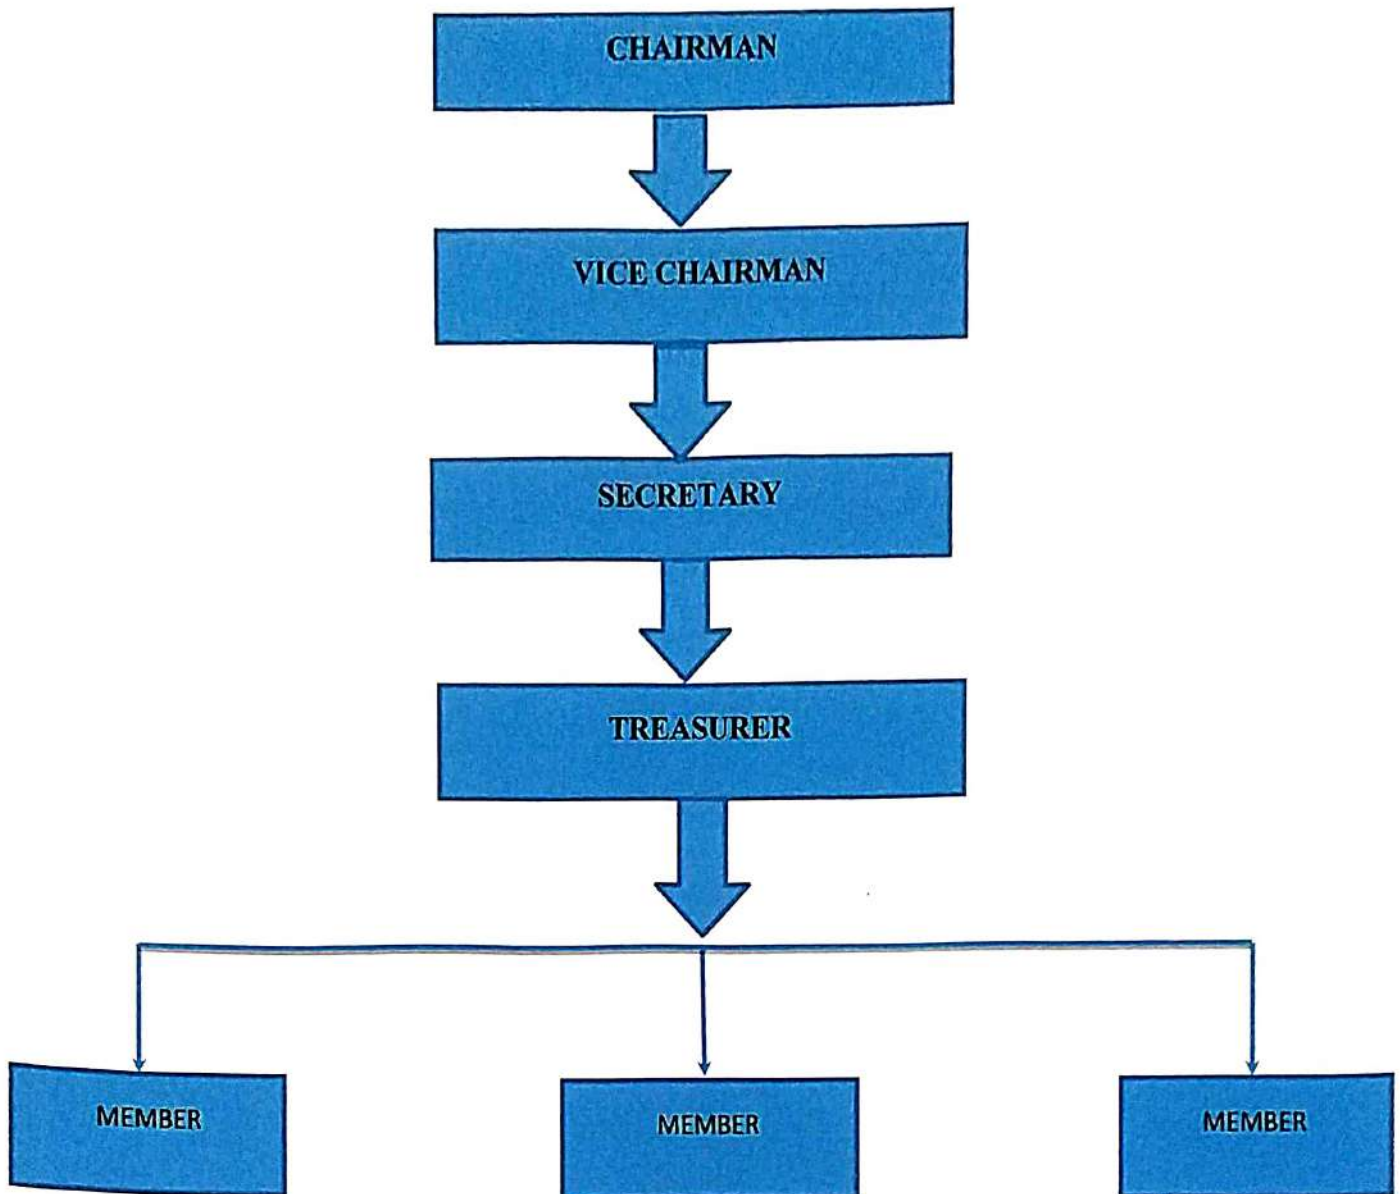 CHAIRMAN
VICE CHAIRMAN
SECRETARY
TREASURER
MEMBER
MEMBER
MEMBER